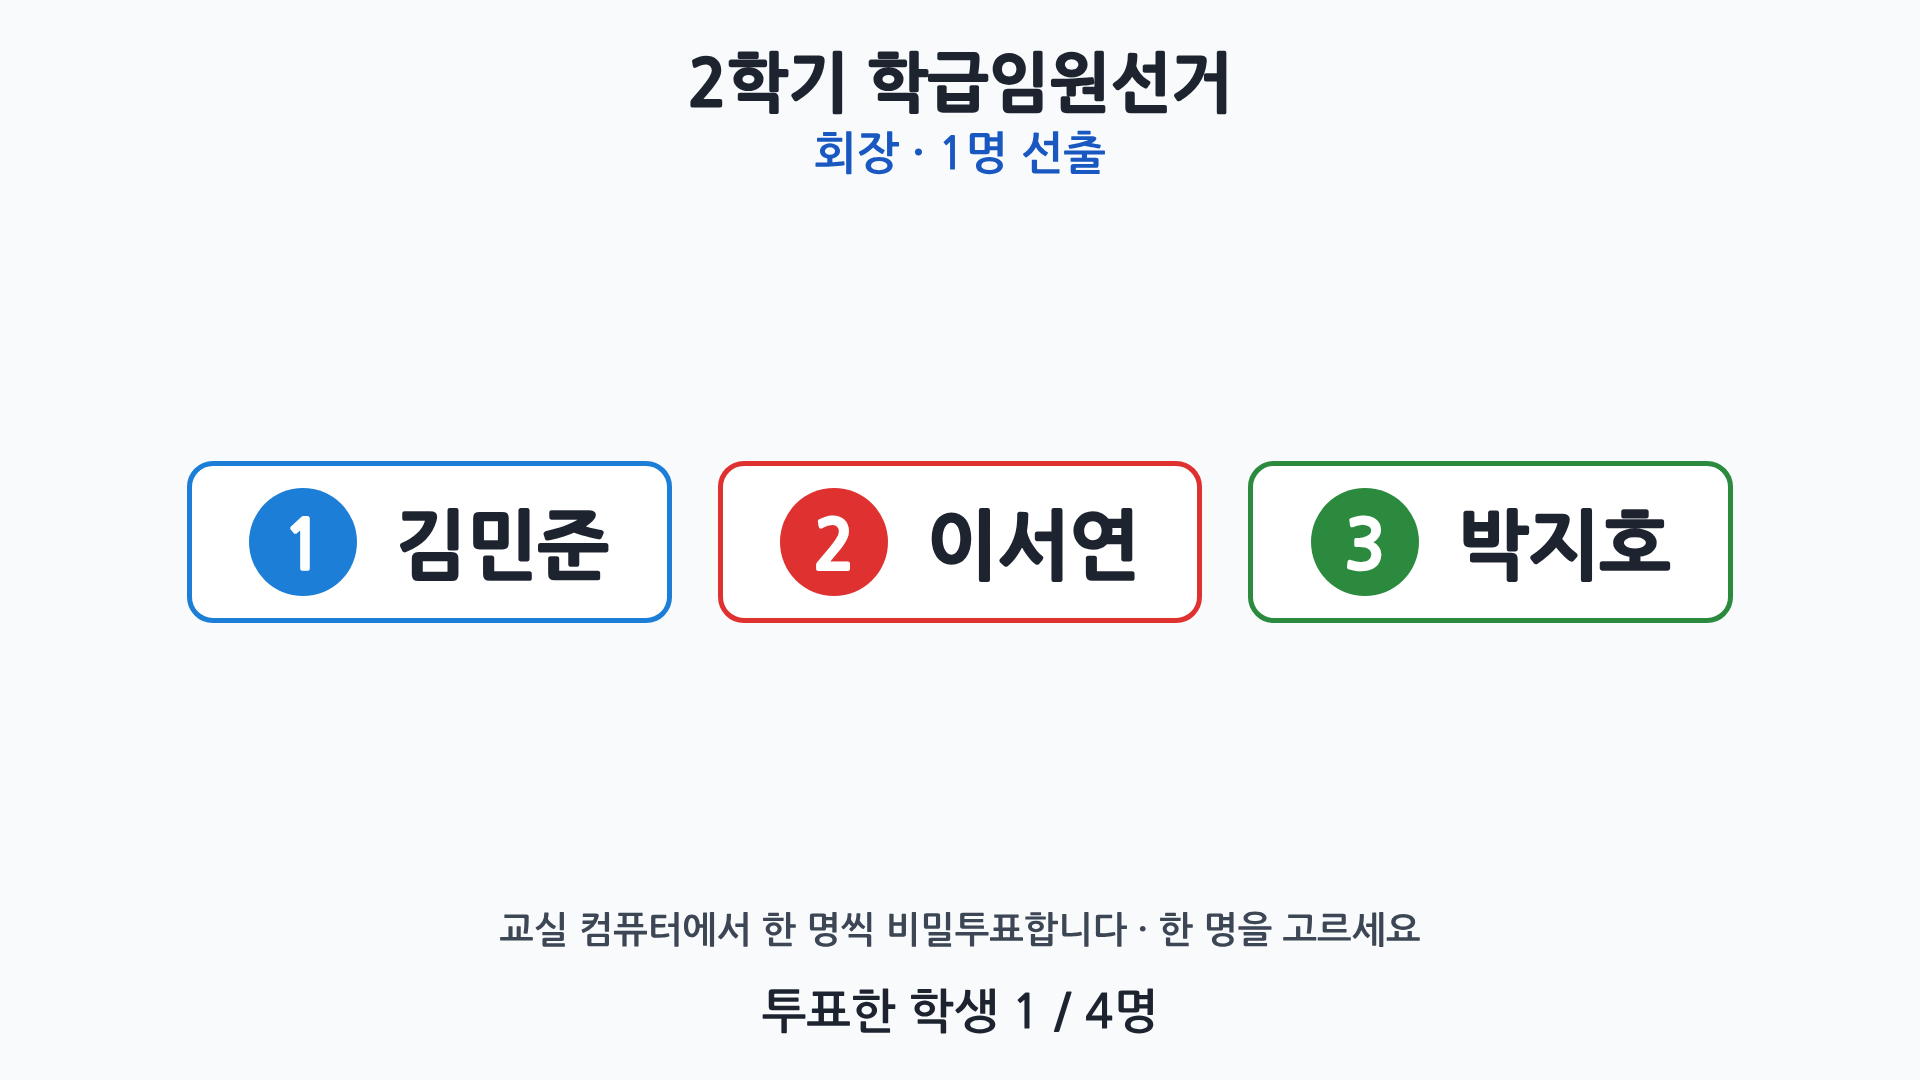 2학기 학급임원선거
회장 · 1명 선출
1 김민준
2 이서연
3 박지호
교실 컴퓨터에서 한 명씩 비밀투표합니다 · 한 명을 고르세요
투표한 학생 1 / 4명